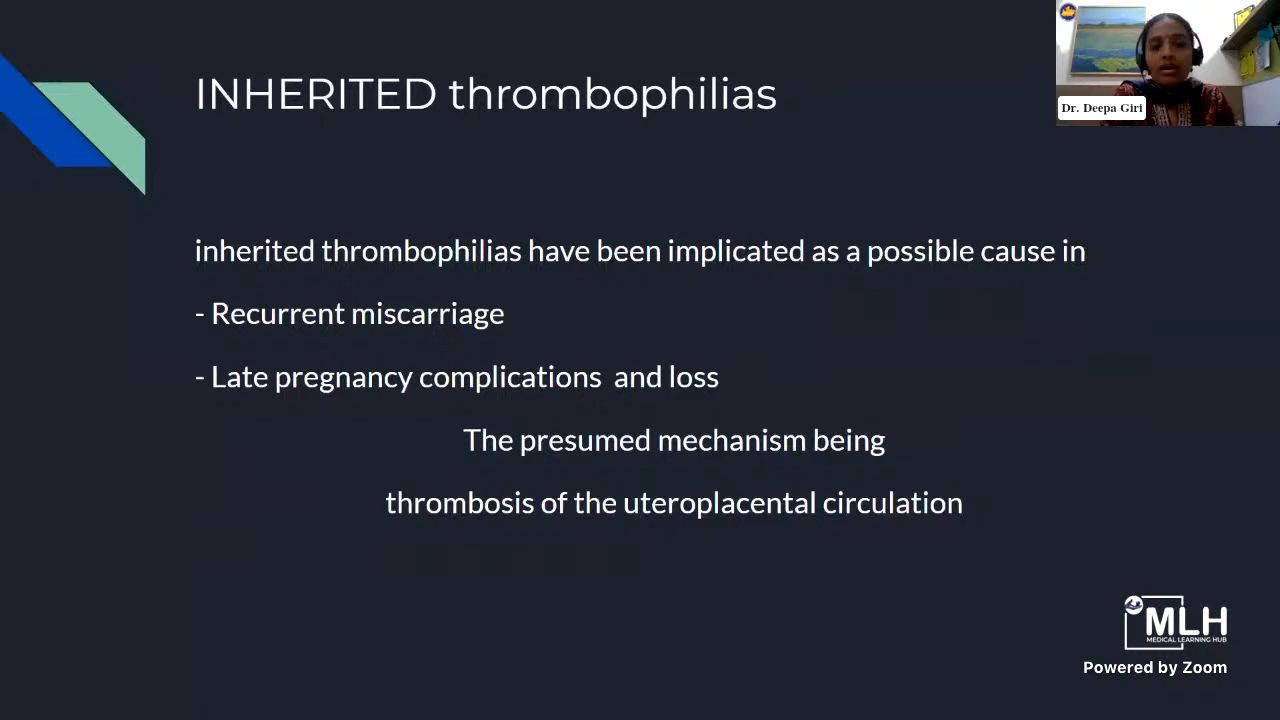 INHERITED thrombophilias
Dr. Deepa Giri
inherited thrombophilias have been implicated as a possible cause in
- Recurrent miscarriage
- Late pregnancy complications  and loss
The presumed mechanism being
thrombosis of the uteroplacental circulation
MLH
MEDICAL LEARNING HUB
Powered by Zoom